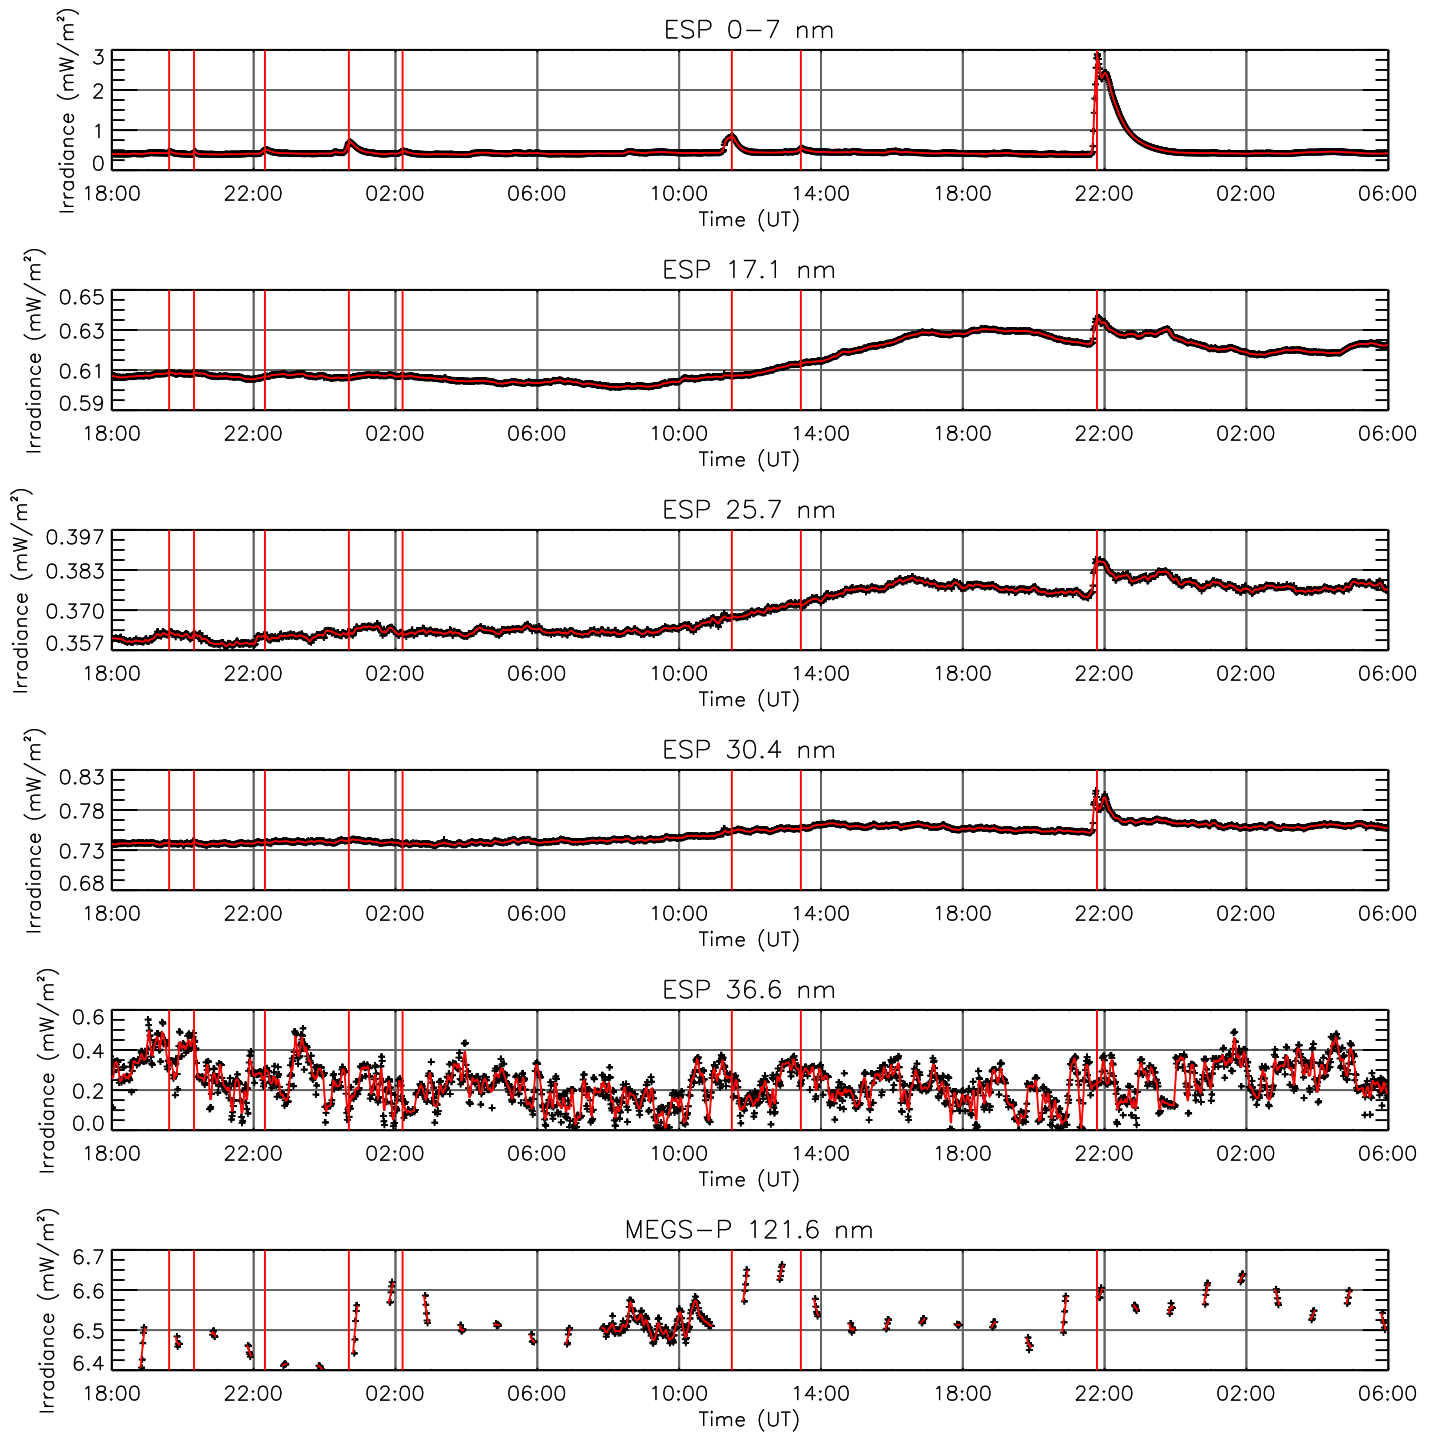 ESP 0−7 nm
Irradiance (mW/m²)
3
2
1
0
18:00 22:00 02:00 06:00 10:00 14:00 18:00 22:00 02:00 06:00
Time (UT)
ESP 17.1 nm
Irradiance (mW/m²)
0.65
0.63
0.61
0.59
18:00 22:00 02:00 06:00 10:00 14:00 18:00 22:00 02:00 06:00
Time (UT)
ESP 25.7 nm
Irradiance (mW/m²)
0.397
0.383
0.370
0.357
18:00 22:00 02:00 06:00 10:00 14:00 18:00 22:00 02:00 06:00
Time (UT)
ESP 30.4 nm
Irradiance (mW/m²)
0.83
0.78
0.73
0.68
18:00 22:00 02:00 06:00 10:00 14:00 18:00 22:00 02:00 06:00
Time (UT)
ESP 36.6 nm
Irradiance (mW/m²)
0.6
0.4
0.2
0.0
18:00 22:00 02:00 06:00 10:00 14:00 18:00 22:00 02:00 06:00
Time (UT)
MEGS−P 121.6 nm
Irradiance (mW/m²)
6.7
6.6
6.5
6.4
18:00 22:00 02:00 06:00 10:00 14:00 18:00 22:00 02:00 06:00
Time (UT)